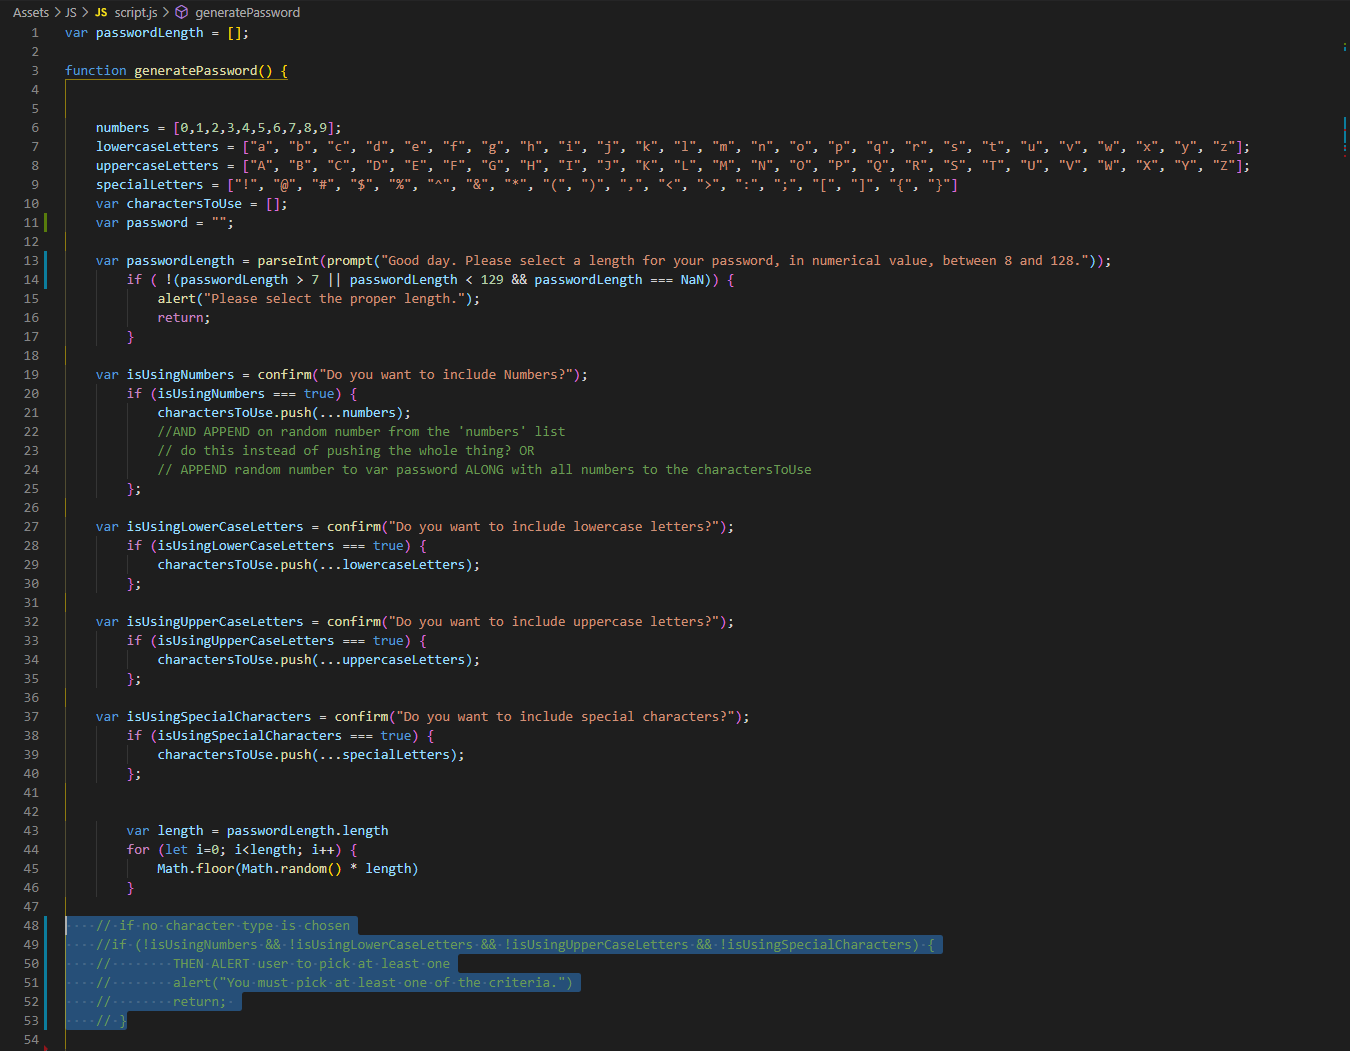 Assets > JS > JS script.js > generatePassword
1 var passwordLength = [];
2
3 function generatePassword() {
4
5
6 numbers = [0,1,2,3,4,5,6,7,8,9];
7 lowercaseLetters = ["a", "b", "c", "d", "e", "f", "g", "h", "i", "j", "k", "l", "m", "n", "o", "p", "q", "r", "s", "t", "u", "v", "w", "x", "y", "z"];
8 uppercaseLetters = ["A", "B", "C", "D", "E", "F", "G", "H", "I", "J", "K", "L", "M", "N", "O", "P", "Q", "R", "S", "T", "U", "V", "W", "X", "Y", "Z"];
9 specialLetters = ["!", "@", "#", "$", "%", "^", "&", "*", "(", ")", ",", "<", ">", ":", ";", "[", "]", "{", "}"]
10 var charactersToUse = [];
11 var password = "";
12
13 var passwordLength = parseInt(prompt("Good day. Please select a length for your password, in numerical value, between 8 and 128."));
14 if ( !(passwordLength > 7 || passwordLength < 129 && passwordLength === NaN)) {
15 alert("Please select the proper length.");
16 return;
17 }
18
19 var isUsingNumbers = confirm("Do you want to include Numbers?");
20 if (isUsingNumbers === true) {
21 charactersToUse.push(...numbers);
22 //AND APPEND on random number from the 'numbers' list
23 // do this instead of pushing the whole thing? OR
24 // APPEND random number to var password ALONG with all numbers to the charactersToUse
25 };
26
27 var isUsingLowerCaseLetters = confirm("Do you want to include lowercase letters?");
28 if (isUsingLowerCaseLetters === true) {
29 charactersToUse.push(...lowercaseLetters);
30 };
31
32 var isUsingUpperCaseLetters = confirm("Do you want to include uppercase letters?");
33 if (isUsingUpperCaseLetters === true) {
34 charactersToUse.push(...uppercaseLetters);
35 };
36
37 var isUsingSpecialCharacters = confirm("Do you want to include special characters?");
38 if (isUsingSpecialCharacters === true) {
39 charactersToUse.push(...specialLetters);
40 };
41
42
43 var length = passwordLength.length
44 for (let i=0; i<length; i++) {
45 Math.floor(Math.random() * length)
46 }
47
48 // if no character type is chosen
49 //if (!isUsingNumbers && !isUsingLowerCaseLetters && !isUsingUpperCaseLetters && !isUsingSpecialCharacters) {
50 // THEN ALERT user to pick at least one
51 // alert("You must pick at least one of the criteria.")
52 // return;
53 // }
54